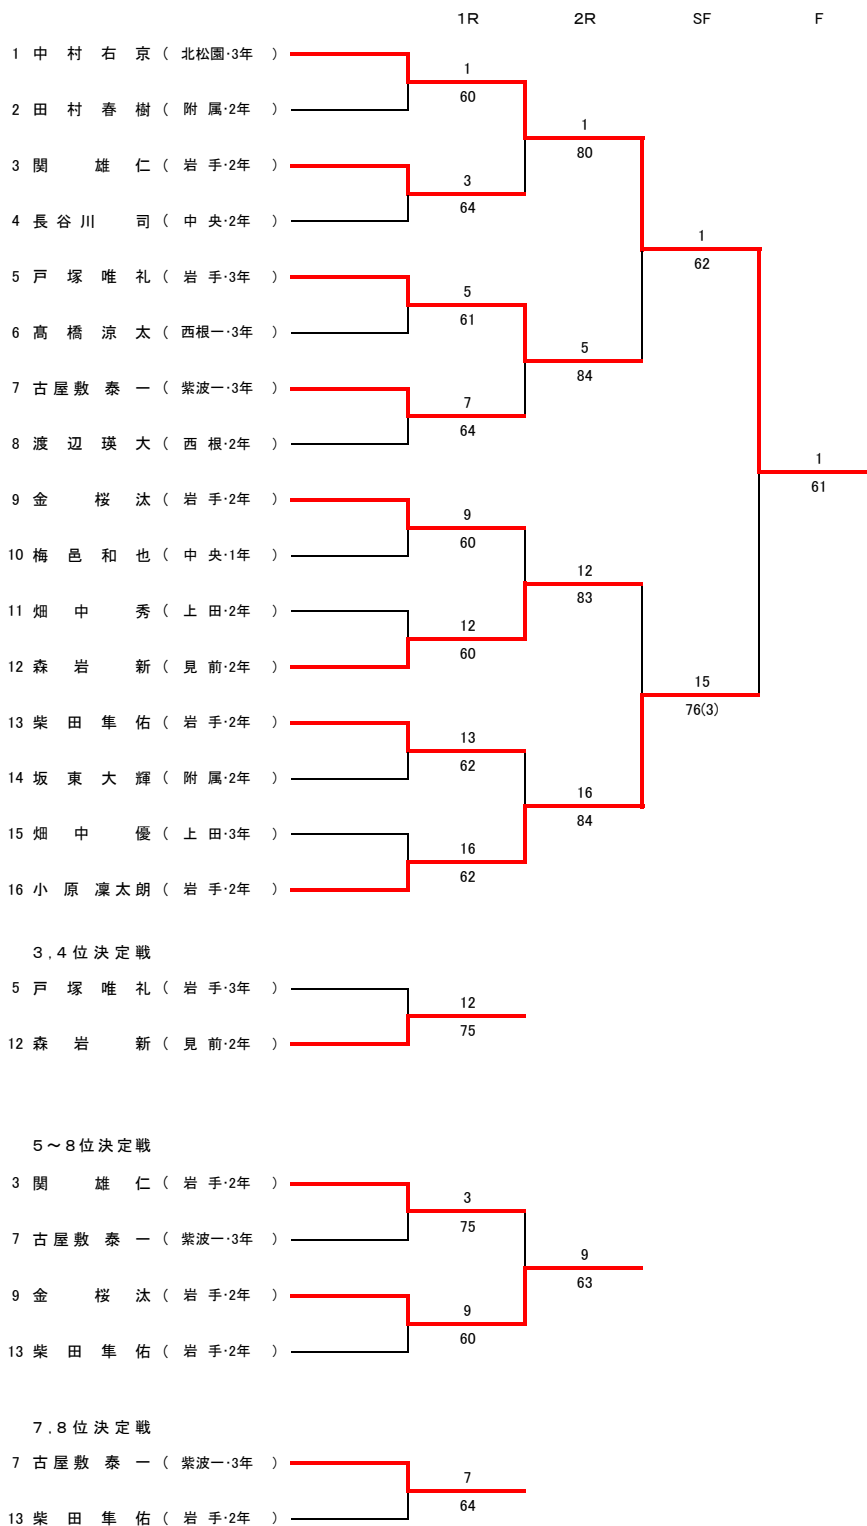 1R 2R SF F
1 中村右京 ( 北松園・3年 )
1
60
2 田村春樹 ( 附属・2年 )
1
80
3 関雄仁 ( 岩手・2年 )
3
64
4 長谷川司 ( 中央・2年 )
1
62
5 戸塚唯礼 ( 岩手・3年 )
5
61
6 髙橋涼太 ( 西根一・3年 )
5
84
7 古屋敷泰一 ( 紫波一・3年 )
7
64
8 渡辺瑛大 ( 西根・2年 )
1
61
9 金桜汰 ( 岩手・2年 )
9
60
10 梅邑和也 ( 中央・1年 )
12
83
11 畑中秀 ( 上田・2年 )
12
60
12 森岩新 ( 見前・2年 )
15
76(3)
13 柴田隼佑 ( 岩手・2年 )
13
62
14 坂東大輝 ( 附属・2年 )
16
84
15 畑中優 ( 上田・3年 )
16
62
16 小原凜太朗 ( 岩手・2年 )
3,4位決定戦
5 戸塚唯礼 ( 岩手・3年 )
12
75
12 森岩新 ( 見前・2年 )
5~8位決定戦
3 関雄仁 ( 岩手・2年 )
3
75
7 古屋敷泰一 ( 紫波一・3年 )
9
63
9 金桜汰 ( 岩手・2年 )
9
60
13 柴田隼佑 ( 岩手・2年 )
7,8位決定戦
7 古屋敷泰一 ( 紫波一・3年 )
7
64
13 柴田隼佑 ( 岩手・2年 )